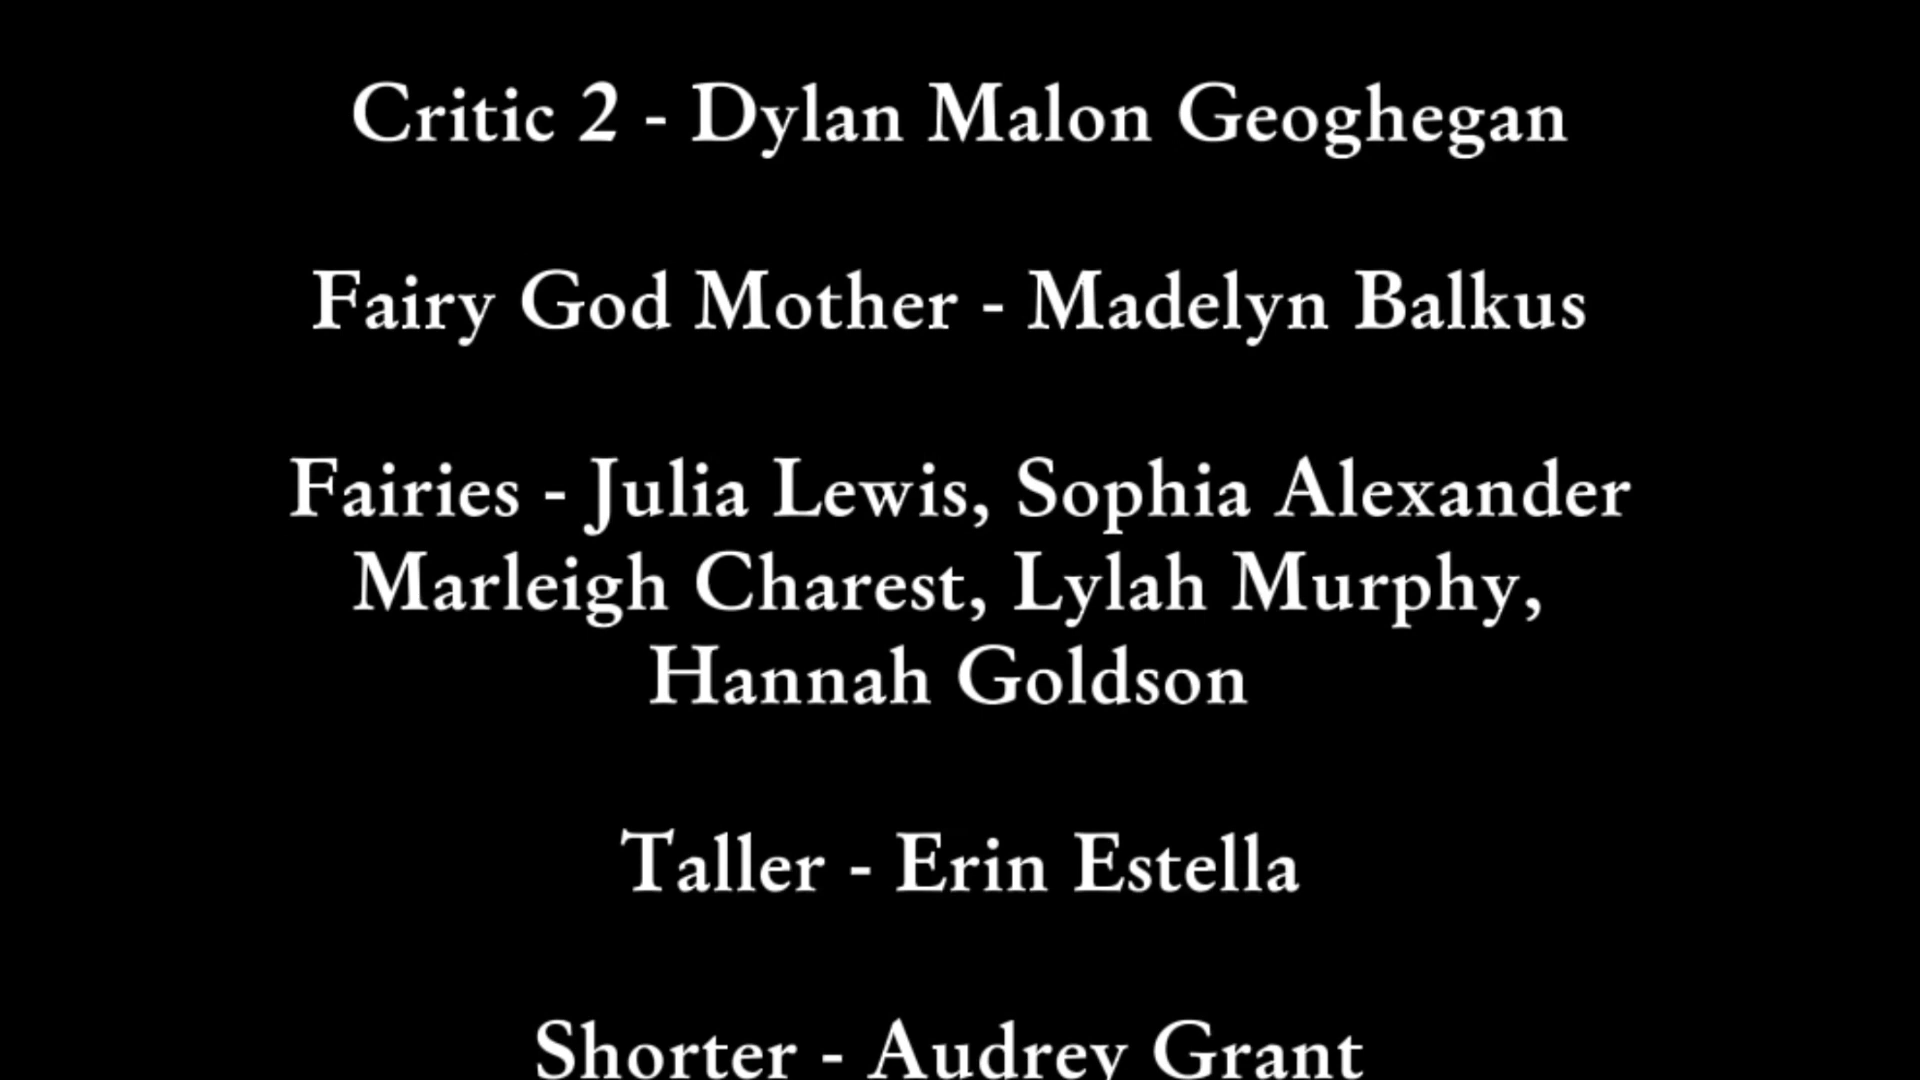 Critic 2 - Dylan Malon Geoghegan
Fairy God Mother - Madelyn Balkus
Fairies - Julia Lewis, Sophia Alexander
Marleigh Charest, Lylah Murphy,
Hannah Goldson
Taller - Erin Estella
Shorter - Audrey Grant